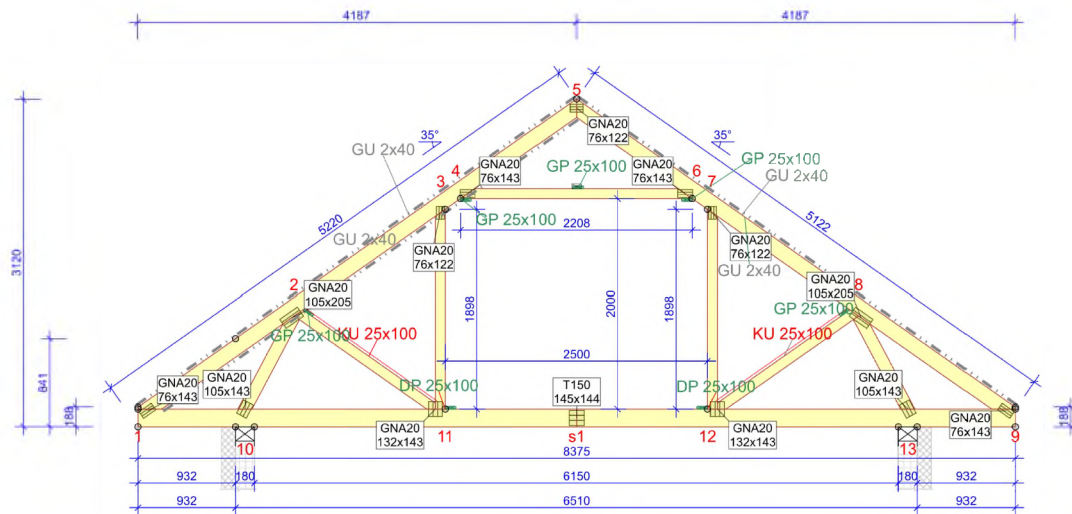 4187 4187
5
GNA20
76x122
35° 35°
GU 2x40 GP 25x100
GNA20
76x143
GP 25x100
GNA20
76x143
GU 2x40
3 4 6 7
GP 25x100
5220 5122
2208
3120
GU 2x40
GNA20
76x122
GNA20
76x122
GU 2x40
2 8
GNA20
105x205
GNA20
105x205
1898 2000 1898
GP 25x100 GP 25x100
KU 25x100 KU 25x100
2500
841
188
GNA20
76x143
GNA20
105x143
DP 25x100
T150
145x144
DP 25x100
GNA20
105x143
GNA20
76x143
188
GNA20
132x143
GNA20
132x143
1 10 11 s1 12 13 9
8375
932 180 6150 180 932
932 6510 932